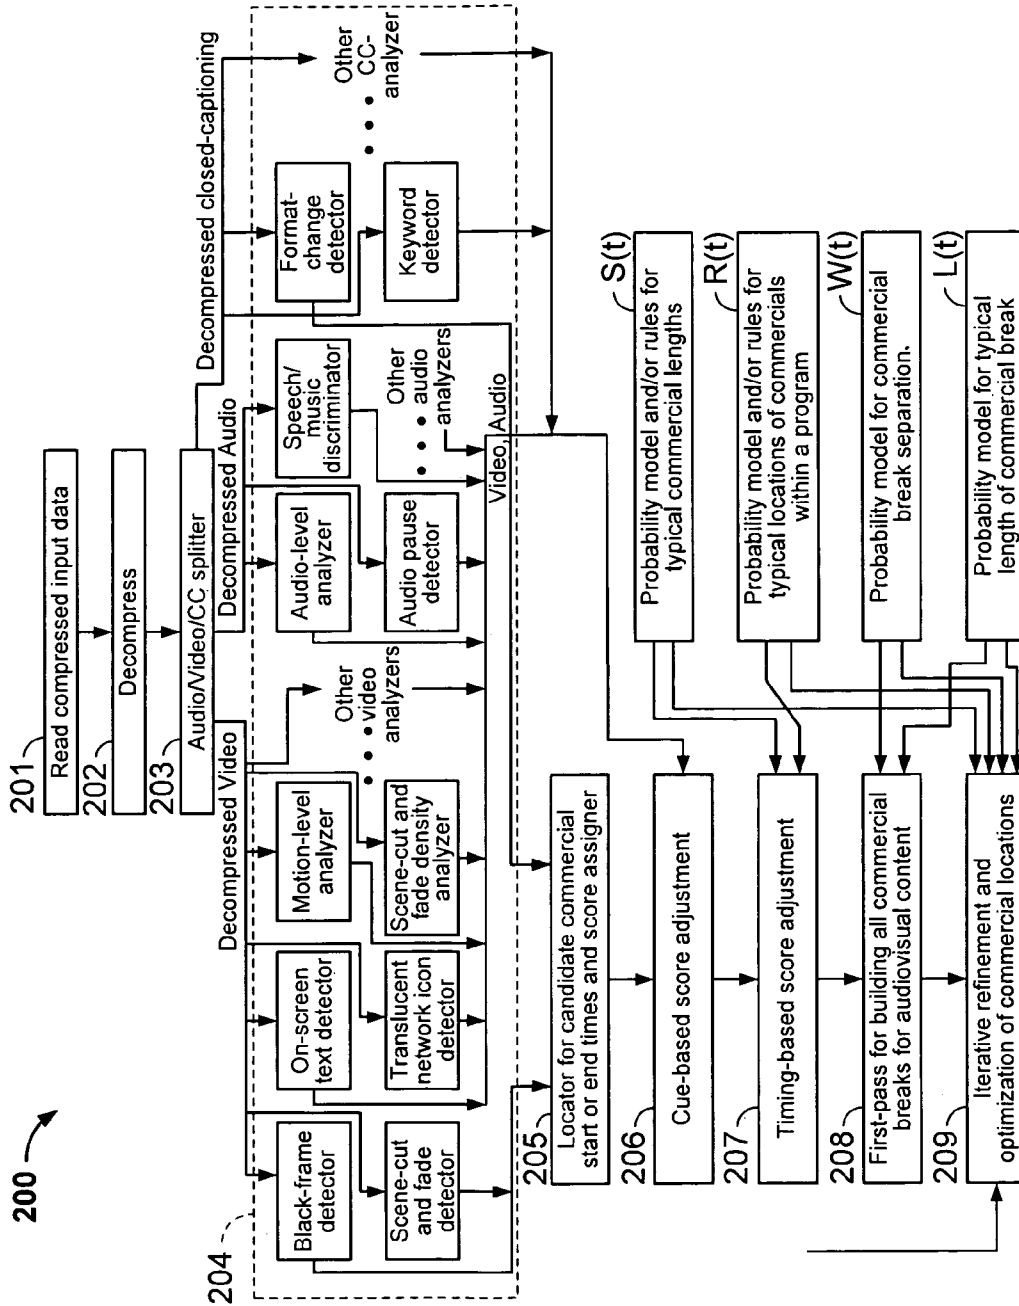 200
201
Read compressed input data
202
Decompress
203
Audio/Video/CC splitter
Decompressed Video
Decompressed Audio
Decompressed closed-captioning
204
Black-frame
detector
On-screen
text detector
Motion-level
analyzer
Other
video
analyzers
Audio-level
analyzer
Speech/
music
discriminator
Format-
change
detector
Other
CC-
analyzer
Scene-cut
and fade
detector
Translucent
network icon
detector
Scene-cut and
fade density
analyzer
Audio pause
detector
Other
audio
analyzers
Keyword
detector
Video, Audio
205
Locator for candidate commercial
start or end times and score assigner
206
Cue-based score adjustment
S(t)
Probability model and/or rules for
typical commercial lengths
207
Timing-based score adjustment
R(t)
Probability model and/or rules for
typical locations of commercials
within a program
208
First-pass for building all commercial
breaks for audiovisual content
W(t)
Probability model for commercial
break separation.
209
Iterative refinement and
optimization of commercial locations
L(t)
Probability model for typical
length of commercial break